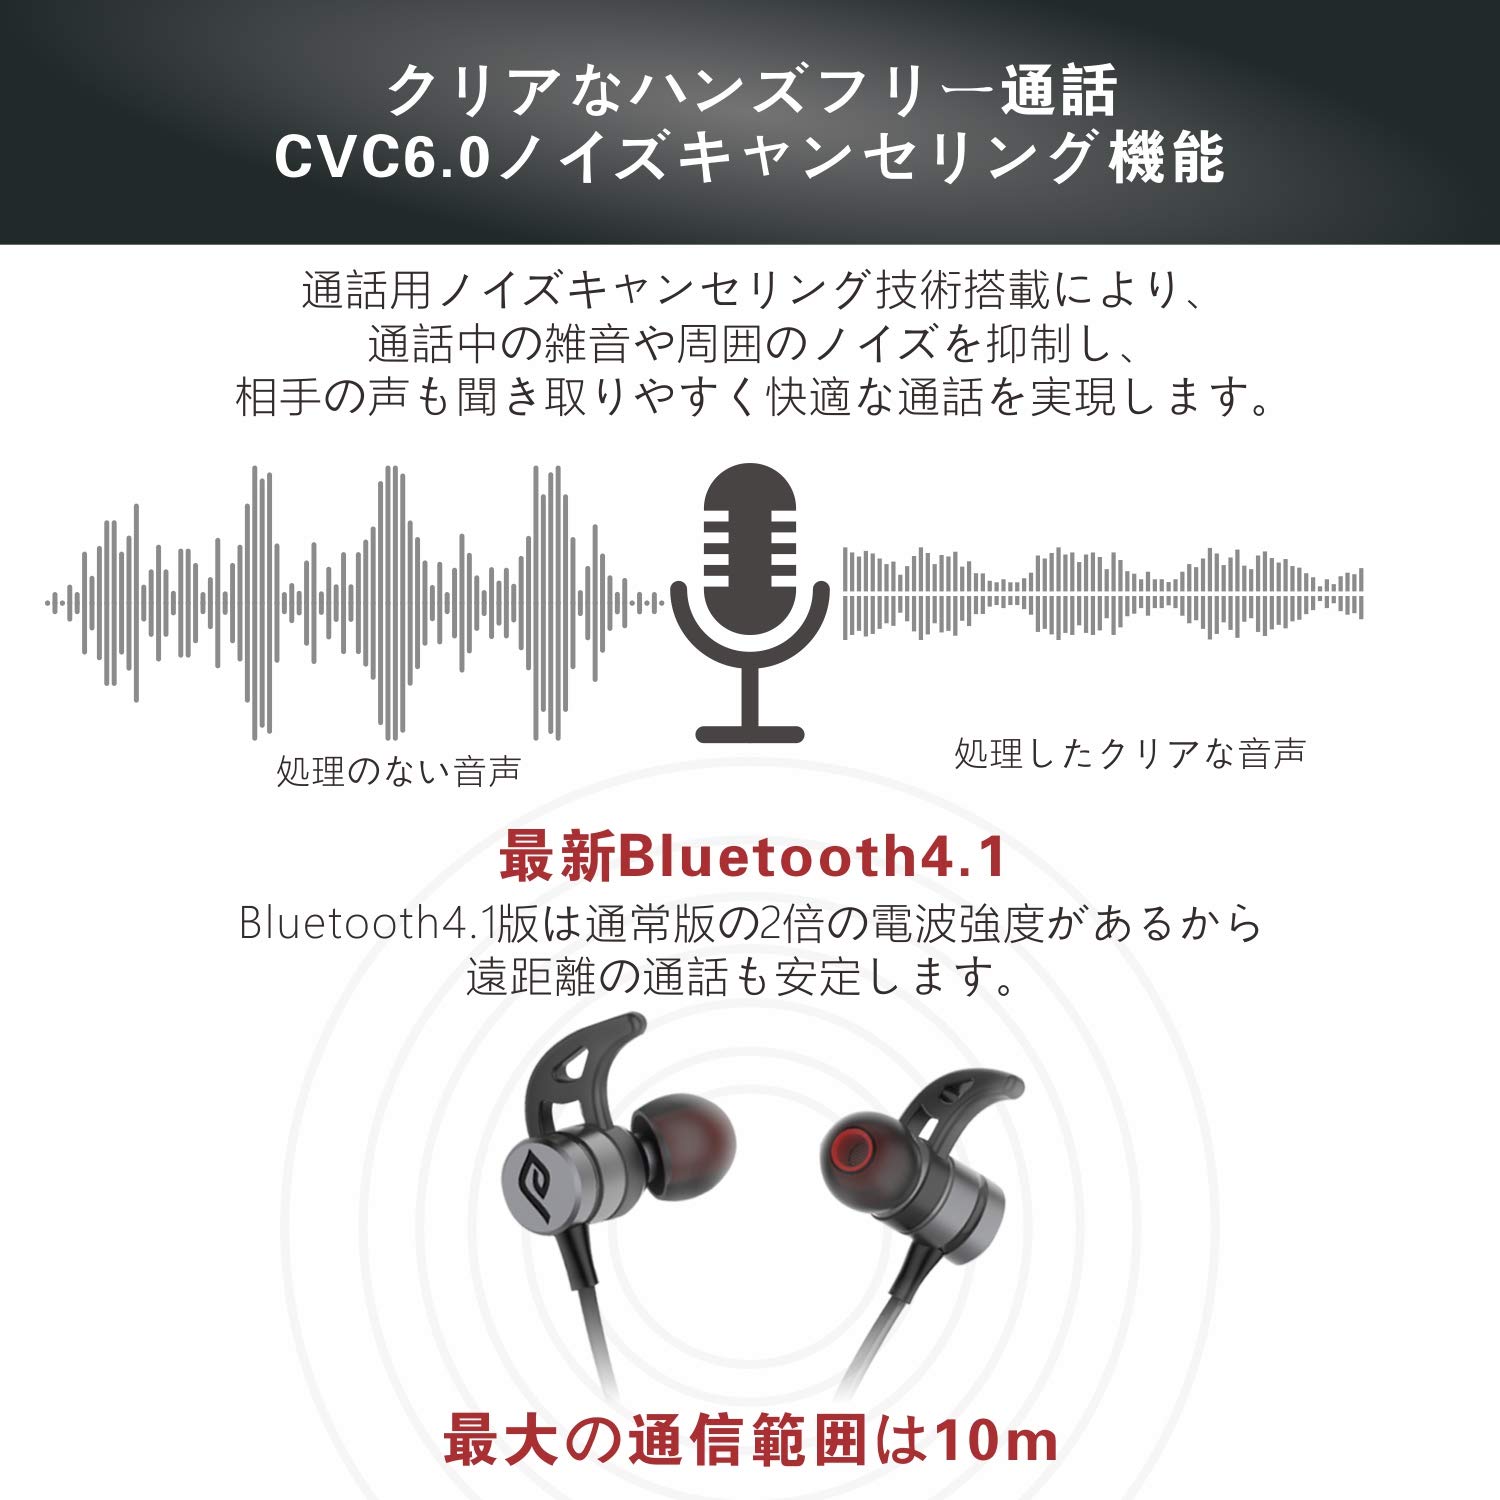 クリアなハンズフリー通話
CVC6.0ノイズキャンセリング機能
通話用ノイズキャンセリング技術搭載により、
通話中の雑音や周囲のノイズを抑制し、
相手の声も聞き取りやすく快適な通話を実現します。
処理のない音声
処理したクリアな音声
最新Bluetooth4.1
Bluetooth4.1版は通常版の2倍の電波強度があるから
遠距離の通話も安定します。
最大の通信範囲は10m